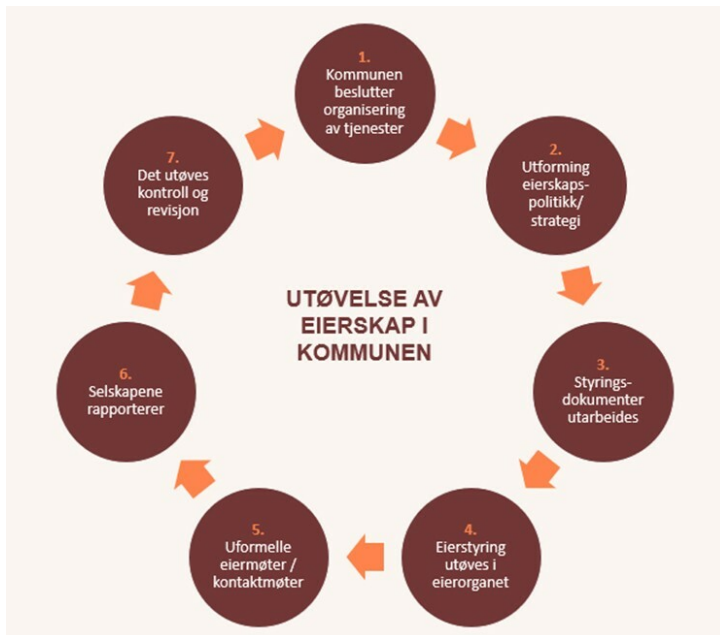 1.
Kommunen
beslutter
organisering
av tjenester
2.
Utforming
eierskaps-
politikk/
strategi
3.
Styrings-
dokumenter
utarbeides
4.
Eierstyring
utøves i
eierorganet
5.
Uformelle
eiermøter /
kontaktmøter
6.
Selskapene
rapporterer
7.
Det utøves
kontroll og
revisjon
UTØVELSE AV
EIERSKAP I
KOMMUNEN